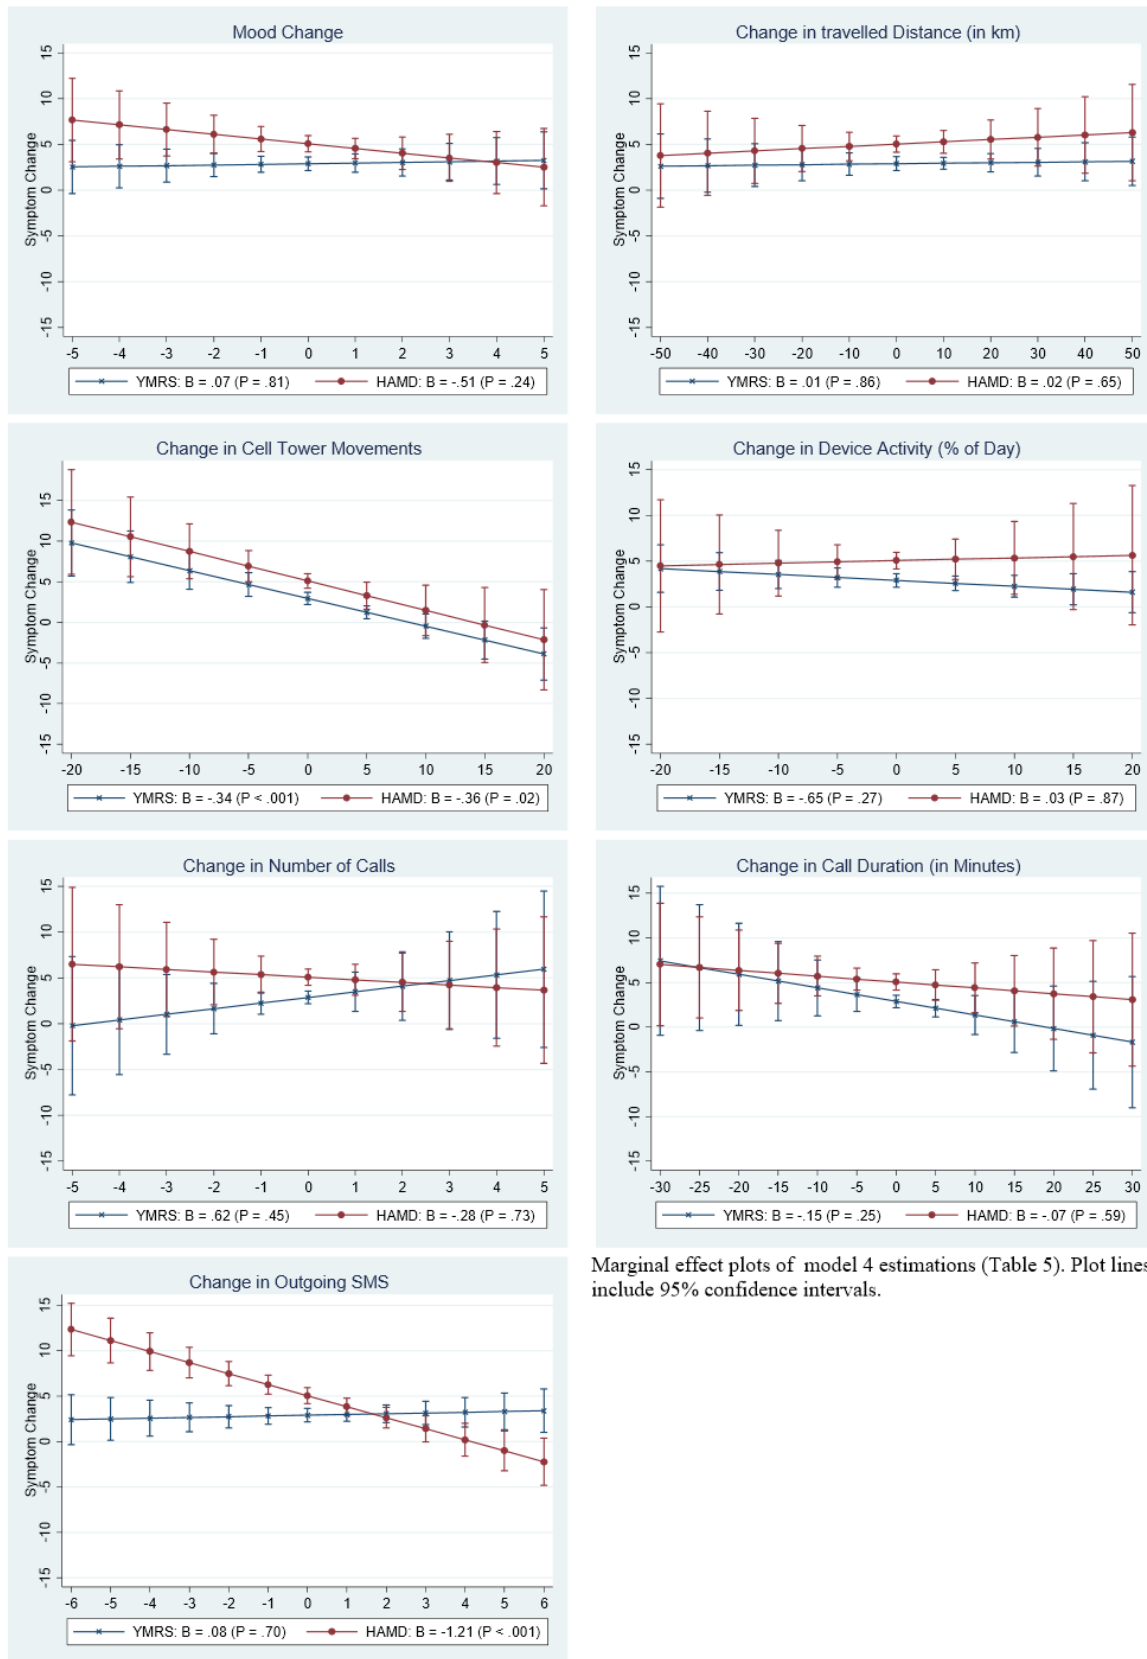 Mood Change
Symptom Change
15
10
5
0
-5
-10
-15
-5 -4 -3 -2 -1 0 1 2 3 4 5
YMRS: B = .07 (P = .81) HAMD: B = -.51 (P = .24)
Change in travelled Distance (in km)
Symptom Change
15
10
5
0
-5
-10
-15
-50 -40 -30 -20 -10 0 10 20 30 40 50
YMRS: B = .01 (P = .86) HAMD: B = .02 (P = .65)
Change in Cell Tower Movements
Symptom Change
15
10
5
0
-5
-10
-15
-20 -15 -10 -5 0 5 10 15 20
YMRS: B = -.34 (P < .001) HAMD: B = -.36 (P = .02)
Change in Device Activity (% of Day)
Symptom Change
15
10
5
0
-5
-10
-15
-20 -15 -10 -5 0 5 10 15 20
YMRS: B = -.65 (P = .27) HAMD: B = .03 (P = .87)
Change in Number of Calls
Symptom Change
15
10
5
0
-5
-10
-15
-5 -4 -3 -2 -1 0 1 2 3 4 5
YMRS: B = .62 (P = .45) HAMD: B = -.28 (P = .73)
Change in Call Duration (in Minutes)
Symptom Change
15
10
5
0
-5
-10
-15
-30 -25 -20 -15 -10 -5 0 5 10 15 20 25 30
YMRS: B = -.15 (P = .25) HAMD: B = -.07 (P = .59)
Change in Outgoing SMS
Symptom Change
15
10
5
0
-5
-10
-15
-6 -5 -4 -3 -2 -1 0 1 2 3 4 5 6
YMRS: B = .08 (P = .70) HAMD: B = -1.21 (P < .001)
Marginal effect plots of model 4 estimations (Table 5). Plot lines
include 95% confidence intervals.